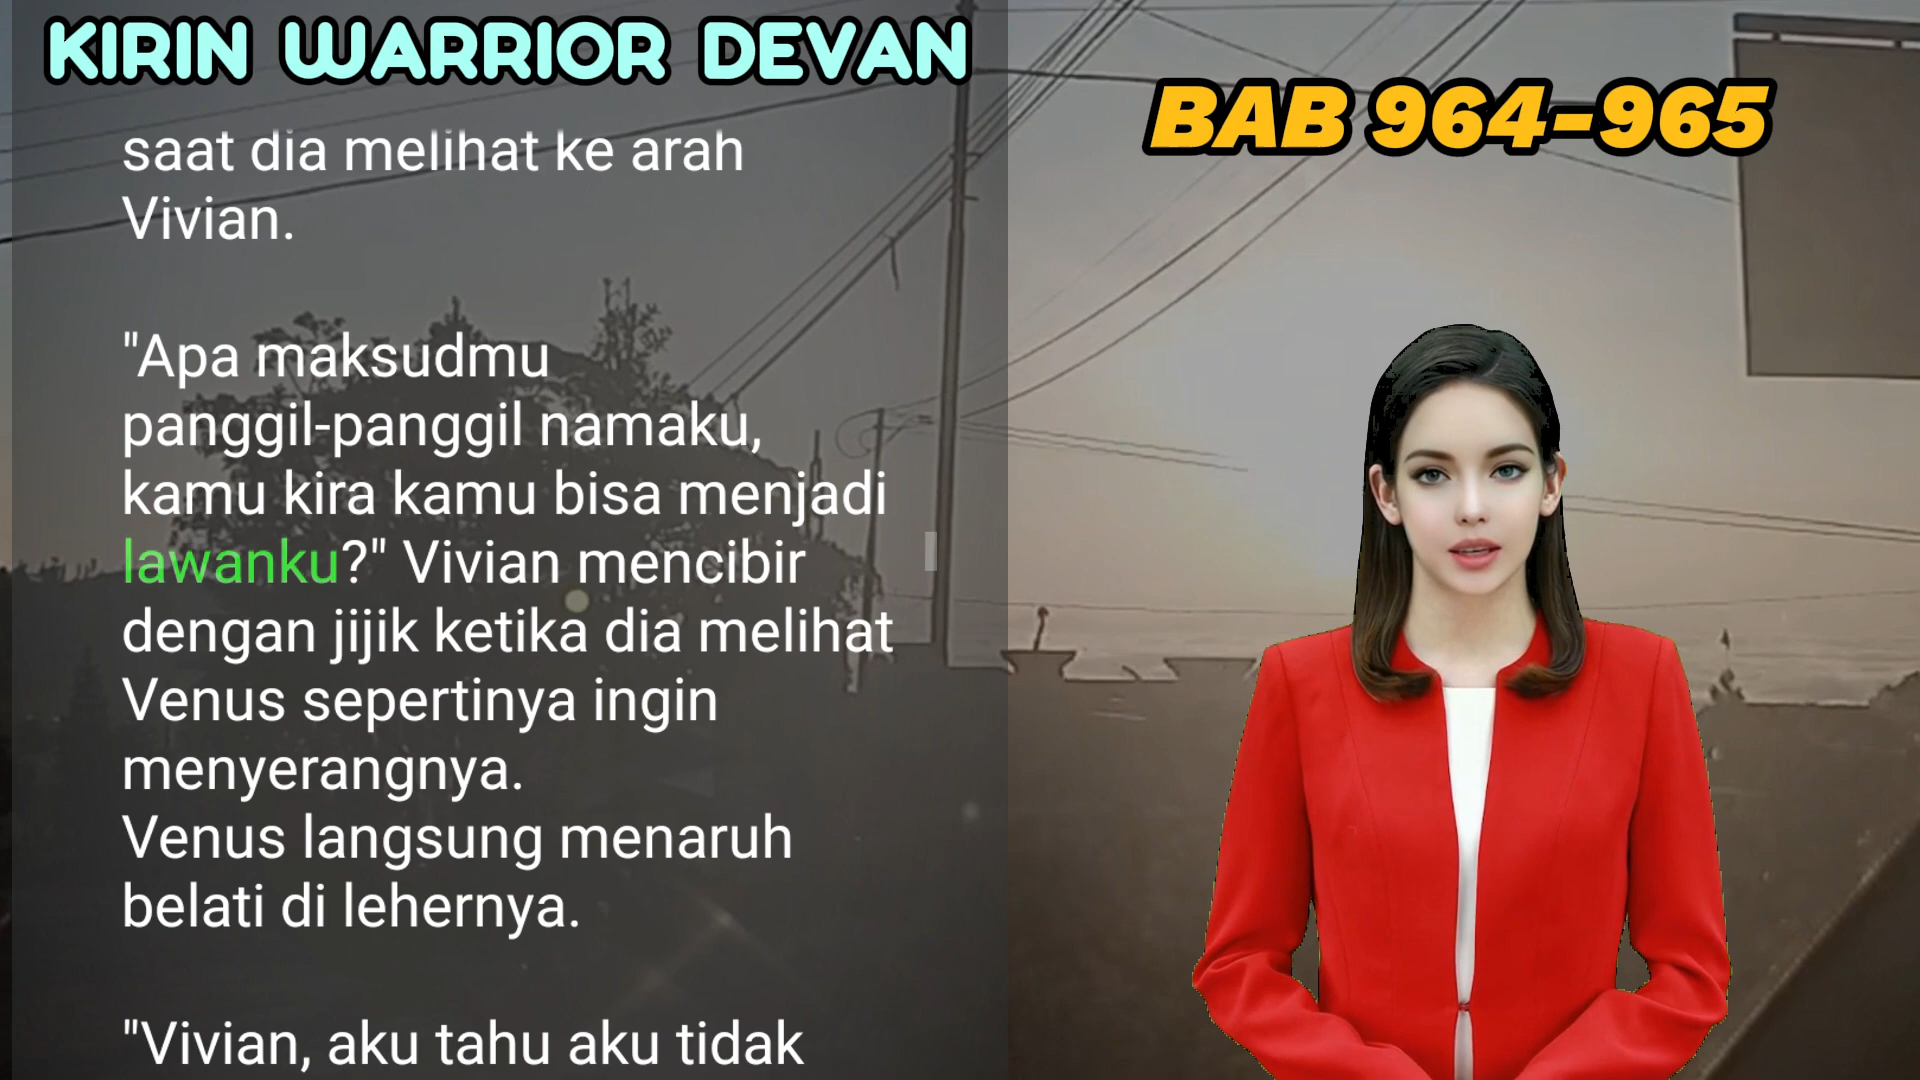 KIRIN WARRIOR DEVAN
BAB 964-965
saat dia melihat ke arah
Vivian.
"Apa maksudmu
panggil-panggil namaku,
kamu kira kamu bisa menjadi
lawanku?" Vivian mencibir
dengan jijik ketika dia melihat
Venus sepertinya ingin
menyerangnya.
Venus langsung menaruh
belati di lehernya.
"Vivian, aku tahu aku tidak